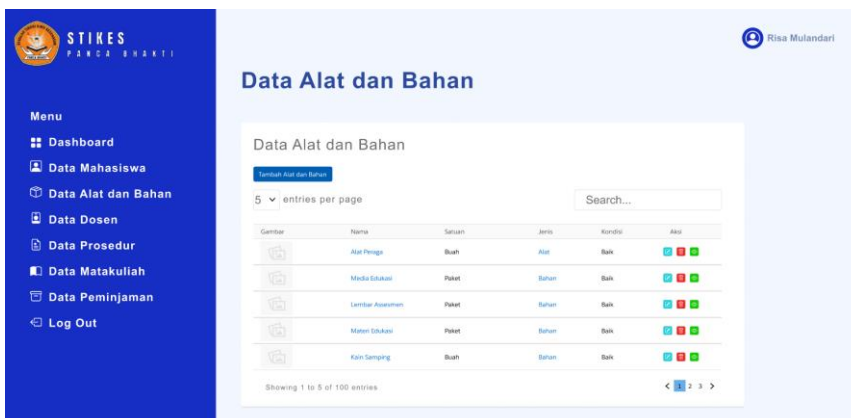 STIKES
PANCA BHAKTI
Risa Mulandari
Data Alat dan Bahan
Menu
Dashboard
Data Mahasiswa
Data Alat dan Bahan
Data Dosen
Data Prosedur
Data Matakuliah
Data Peminjaman
Log Out
Data Alat dan Bahan
Tambah Alat dan Bahan
5 entries per page
Search...
Gambar Nama Satuan Jenis Kondisi Aksi
Alat Peraga Buah Alat Baik
Media Edukasi Paket Bahan Baik
Lembar Assesmen Paket Bahan Baik
Materi Edukasi Paket Bahan Baik
Kain Samping Buah Bahan Baik
Showing 1 to 5 of 100 entries
1 2 3